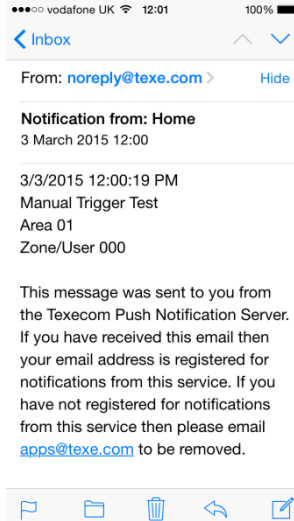 vodafone UK 12:01 100%
Inbox
From: noreply@texe.com Hide
Notification from: Home
3 March 2015 12:00
3/3/2015 12:00:19 PM
Manual Trigger Test
Area 01
Zone/User 000
This message was sent to you from
the Texecom Push Notification Server.
If you have received this email then
your email address is registered for
notifications from this service. If you
have not registered for notifications
from this service then please email
apps@texe.com to be removed.